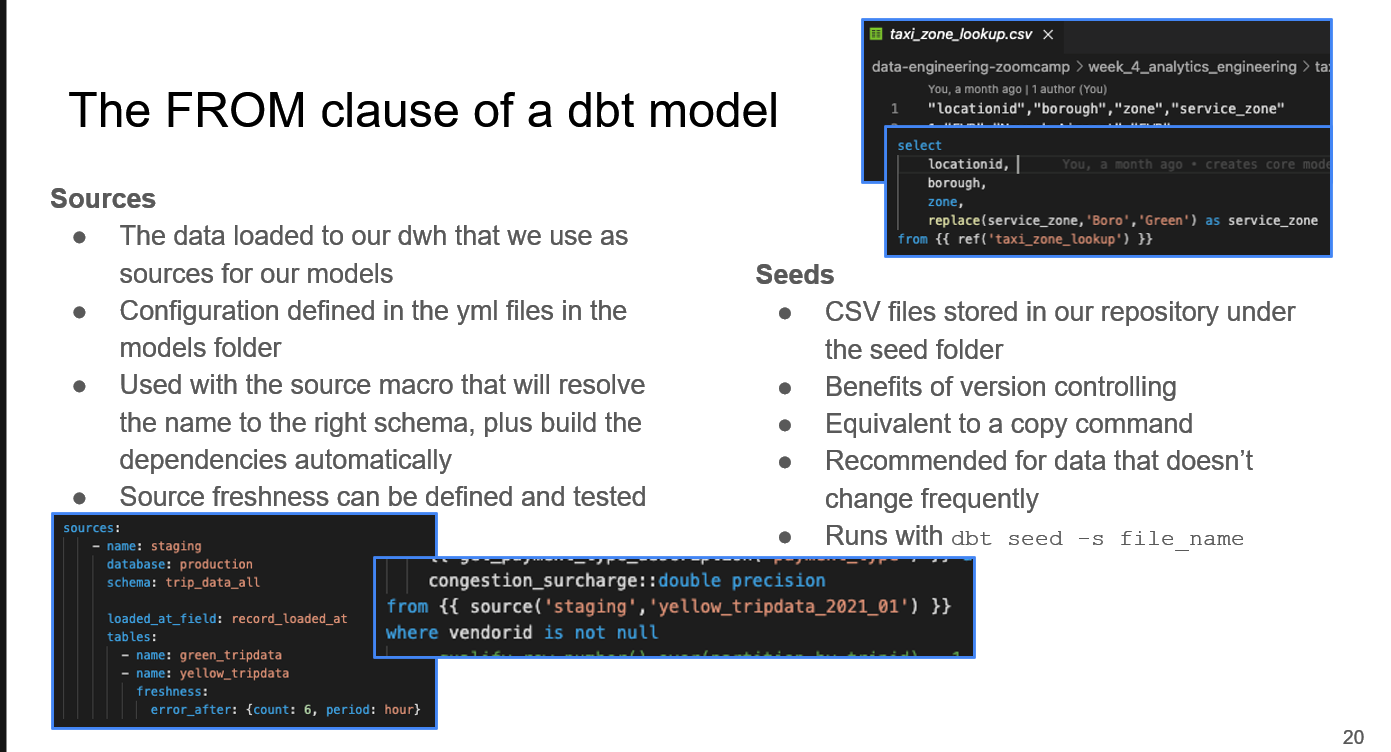 The FROM clause of a dbt model
Sources
● The data loaded to our dwh that we use as
sources for our models
● Configuration defined in the yml files in the
models folder
● Used with the source macro that will resolve
the name to the right schema, plus build the
dependencies automatically
● Source freshness can be defined and tested
sources:
- name: staging
database: production
schema: trip_data_all
loaded_at_field: record_loaded_at
tables:
- name: green_tripdata
- name: yellow_tripdata
freshness:
error_after: {count: 6, period: hour}
congestion_surcharge::double precision
from {{ source('staging','yellow_tripdata_2021_01') }}
where vendorid is not null
taxi_zone_lookup.csv ×
data-engineering-zoomcamp > week_4_analytics_engineering >
You, a month ago | 1 author (You)
1 "locationid","borough","zone","service_zone"
select
locationid, You, a month ago • creates core mode
borough,
zone,
replace(service_zone,'Boro','Green') as service_zone
from {{ ref('taxi_zone_lookup') }}
Seeds
● CSV files stored in our repository under
the seed folder
● Benefits of version controlling
● Equivalent to a copy command
● Recommended for data that doesn’t
change frequently
● Runs with dbt seed -s file_name
20